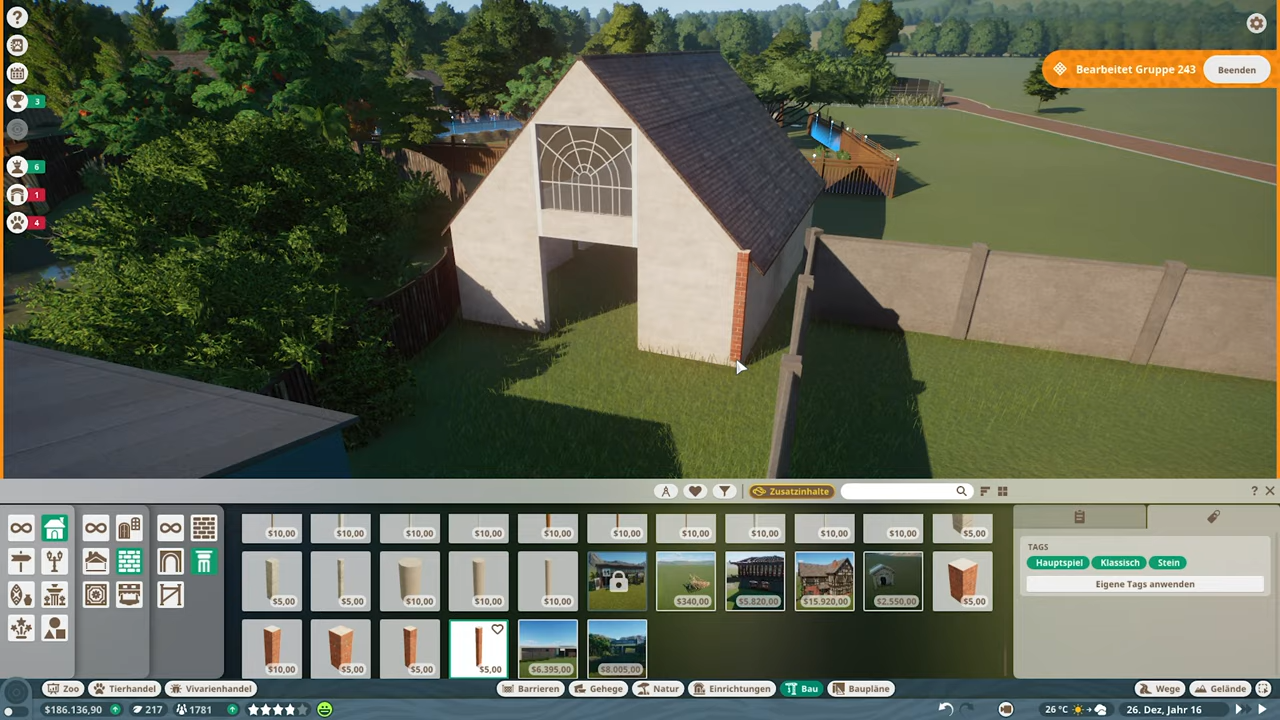 ?
Bearbeitet Gruppe 243
Beenden
3
6
1
4
Zusatzinhalte
?
$10,00 $10,00 $10,00 $10,00 $10,00 $10,00 $10,00 $10,00 $10,00 $10,00 $5,00
$5,00 $5,00 $10,00 $10,00 $10,00 $340,00 $5.820,00 $15.920,00 $2.550,00 $5,00
$10,00 $5,00 $5,00 $5,00 $6.395,00 $8.005,00
TAGS
Hauptspiel Klassisch Stein
Eigene Tags anwenden
Zoo Tierhandel Vivarienhandel Barrieren Gehege Natur Einrichtungen Bau Baupläne Wege Gelände
$186.136,90 217 1781 26 °C 26. Dez, Jahr 16